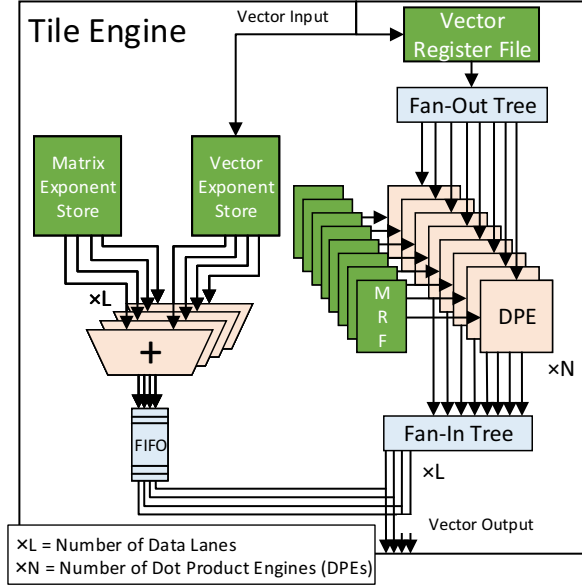 Tile Engine
Vector Input
Vector
Register File
Fan-Out Tree
Matrix
Exponent
Store
Vector
Exponent
Store
×L
+
M
R
F
DPE
×N
FIFO
Fan-In Tree
×L
Vector Output
×L = Number of Data Lanes
×N = Number of Dot Product Engines (DPEs)